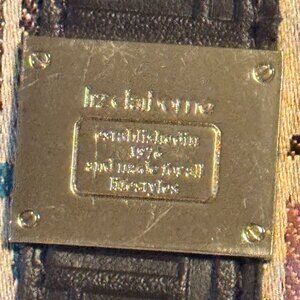 liz claiborne
established in
1976
and made for all
lifestyles